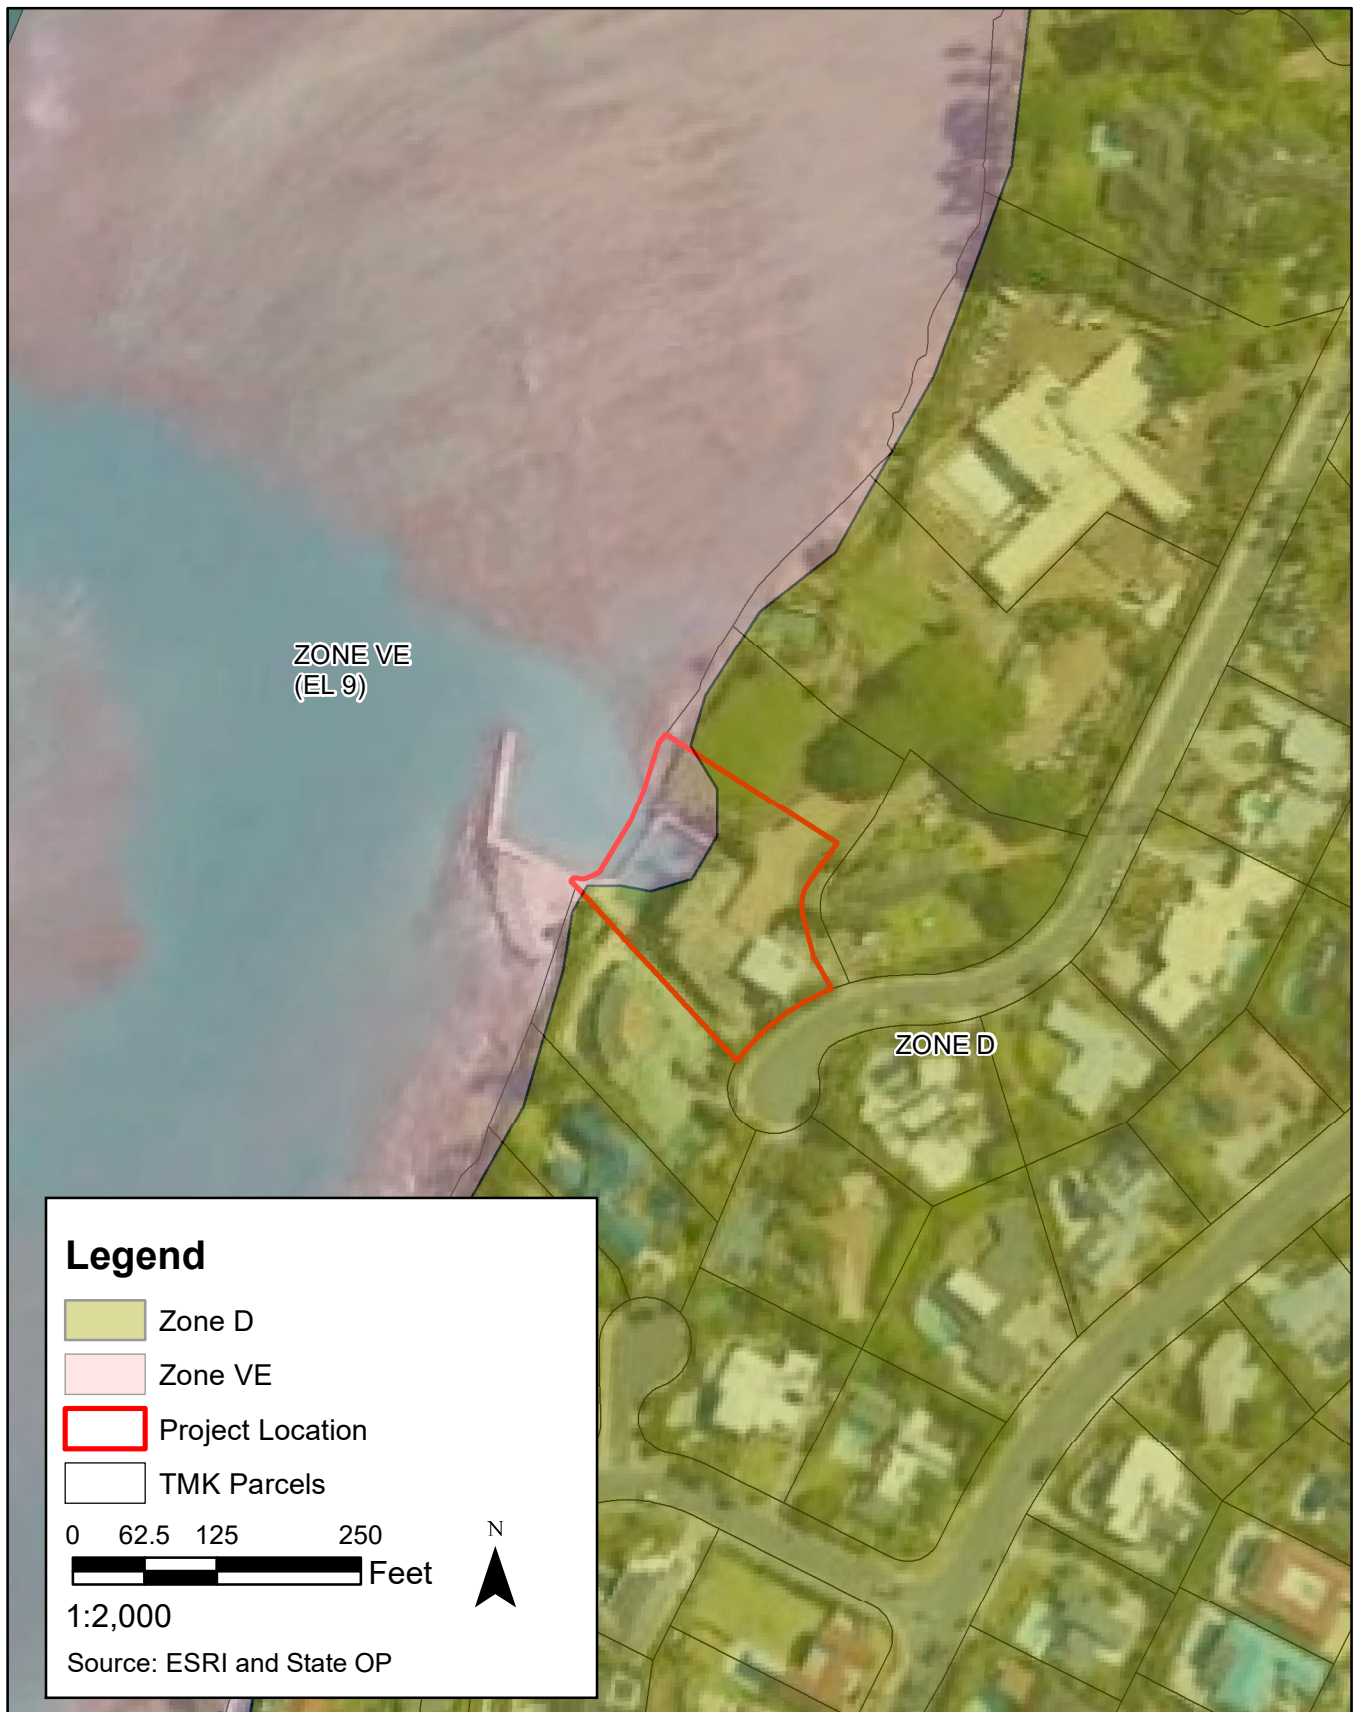 ZONE VE
(EL 9)
ZONE D
Legend
Zone D
Zone VE
Project Location
TMK Parcels
0 62.5 125 250
Feet
N
1:2,000
Source: ESRI and State OP